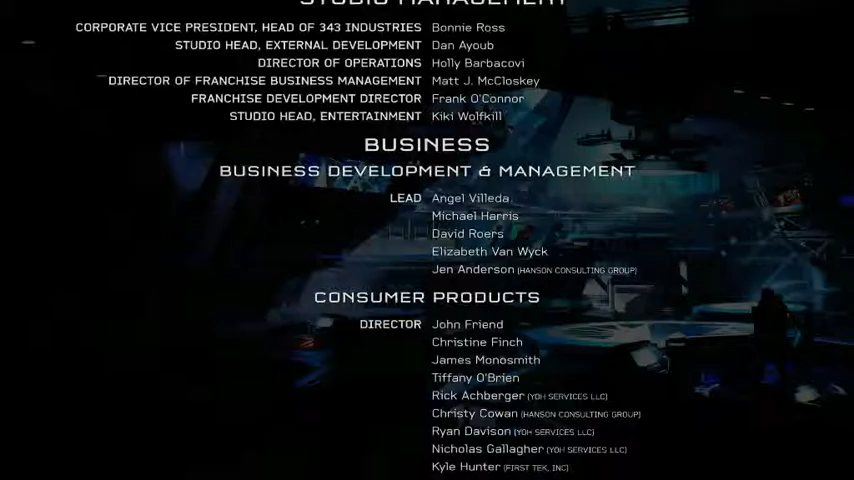 STUDIO MANAGEMENT
CORPORATE VICE PRESIDENT, HEAD OF 343 INDUSTRIES Bonnie Ross
STUDIO HEAD, EXTERNAL DEVELOPMENT Dan Ayoub
DIRECTOR OF OPERATIONS Holly Barbacovi
DIRECTOR OF FRANCHISE BUSINESS MANAGEMENT Matt J. McCloskey
FRANCHISE DEVELOPMENT DIRECTOR Frank O'Connor
STUDIO HEAD, ENTERTAINMENT Kiki Wolfkill
BUSINESS
BUSINESS DEVELOPMENT & MANAGEMENT
LEAD Angel Villeda
Michael Harris
David Roers
Elizabeth Van Wyck
Jen Anderson (HANSON CONSULTING GROUP)
CONSUMER PRODUCTS
DIRECTOR John Friend
Christine Finch
James Monosmith
Tiffany O'Brien
Rick Achberger (YOH SERVICES LLC)
Christy Cowan (HANSON CONSULTING GROUP)
Ryan Davison (YOH SERVICES LLC)
Nicholas Gallagher (YOH SERVICES LLC)
Kyle Hunter (FIRST TEK, INC)